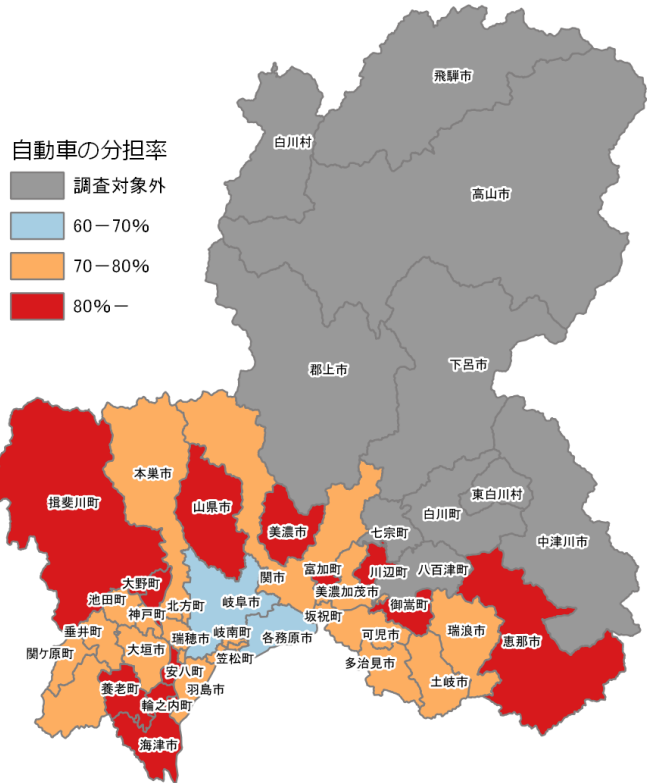 自動車の分担率
調査対象外
60－70%
70－80%
80%－
飛騨市
白川村
高山市
郡上市
下呂市
本巣市
揖斐川町
山県市
東白川村
白川町
美濃市
七宗町
中津川市
関市
富加町
川辺町
八百津町
大野町
池田町
神戸町
北方町
岐阜市
美濃加茂市
御嵩町
坂祝町
垂井町
瑞穂市
岐南町
各務原市
可児市
瑞浪市
恵那市
関ケ原町
大垣市
笠松町
多治見市
安八町
羽島市
土岐市
養老町
輪之内町
海津市